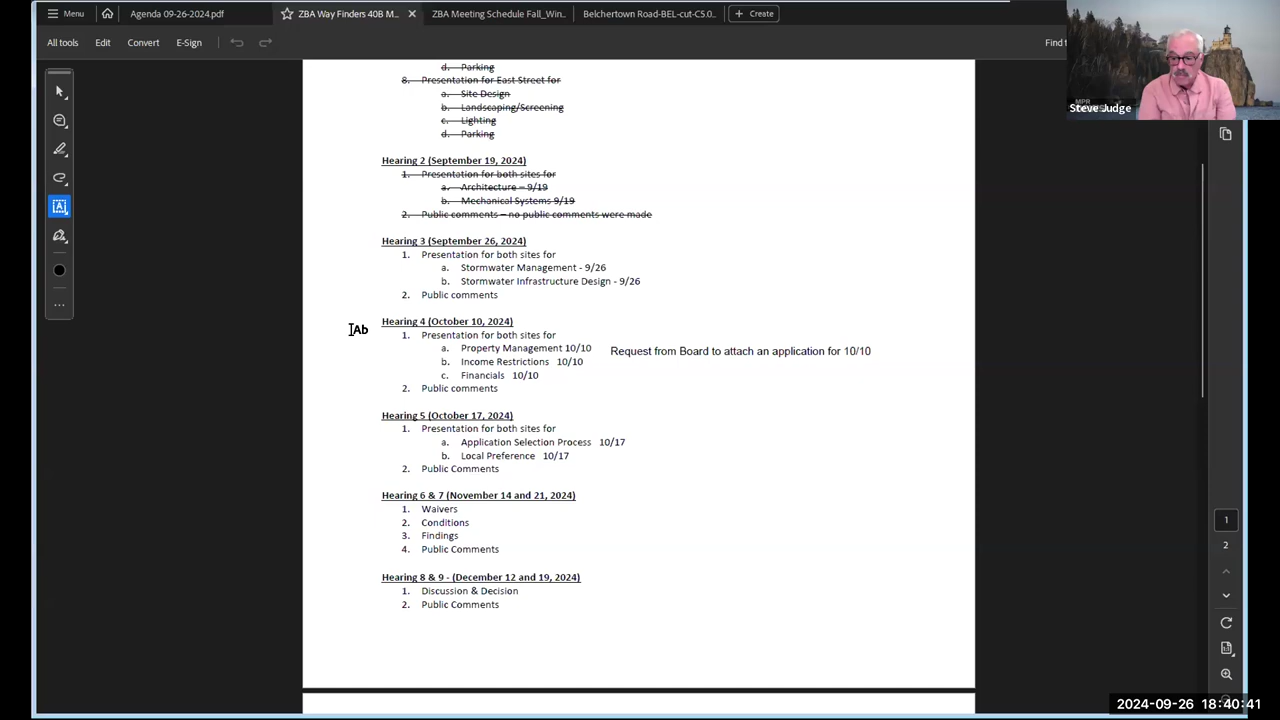 Menu
Agenda 09-26-2024.pdf
ZBA Way Finders 40B M...
ZBA Meeting Schedule Fall_Win...
Belchertown Road-BEL-cut-CS.0...
+ Create
All tools
Edit
Convert
E-Sign
Find t
d. Parking
8. Presentation for East Street for
a. Site Design
b. Landscaping/Screening
c. Lighting
d. Parking
Hearing 2 (September 19, 2024)
1. Presentation for both sites for
a. Architecture – 9/19
b. Mechanical Systems 9/19
2. Public comments – no public comments were made
Hearing 3 (September 26, 2024)
1. Presentation for both sites for
a. Stormwater Management - 9/26
b. Stormwater Infrastructure Design - 9/26
2. Public comments
Hearing 4 (October 10, 2024)
1. Presentation for both sites for
a. Property Management 10/10
Request from Board to attach an application for 10/10
b. Income Restrictions 10/10
c. Financials 10/10
2. Public comments
Hearing 5 (October 17, 2024)
1. Presentation for both sites for
a. Application Selection Process 10/17
b. Local Preference 10/17
2. Public Comments
Hearing 6 & 7 (November 14 and 21, 2024)
1. Waivers
2. Conditions
3. Findings
4. Public Comments
Hearing 8 & 9 - (December 12 and 19, 2024)
1. Discussion & Decision
2. Public Comments
Ab
A
MPR
Steve Judge
1
2
2024-09-26 18:40:41